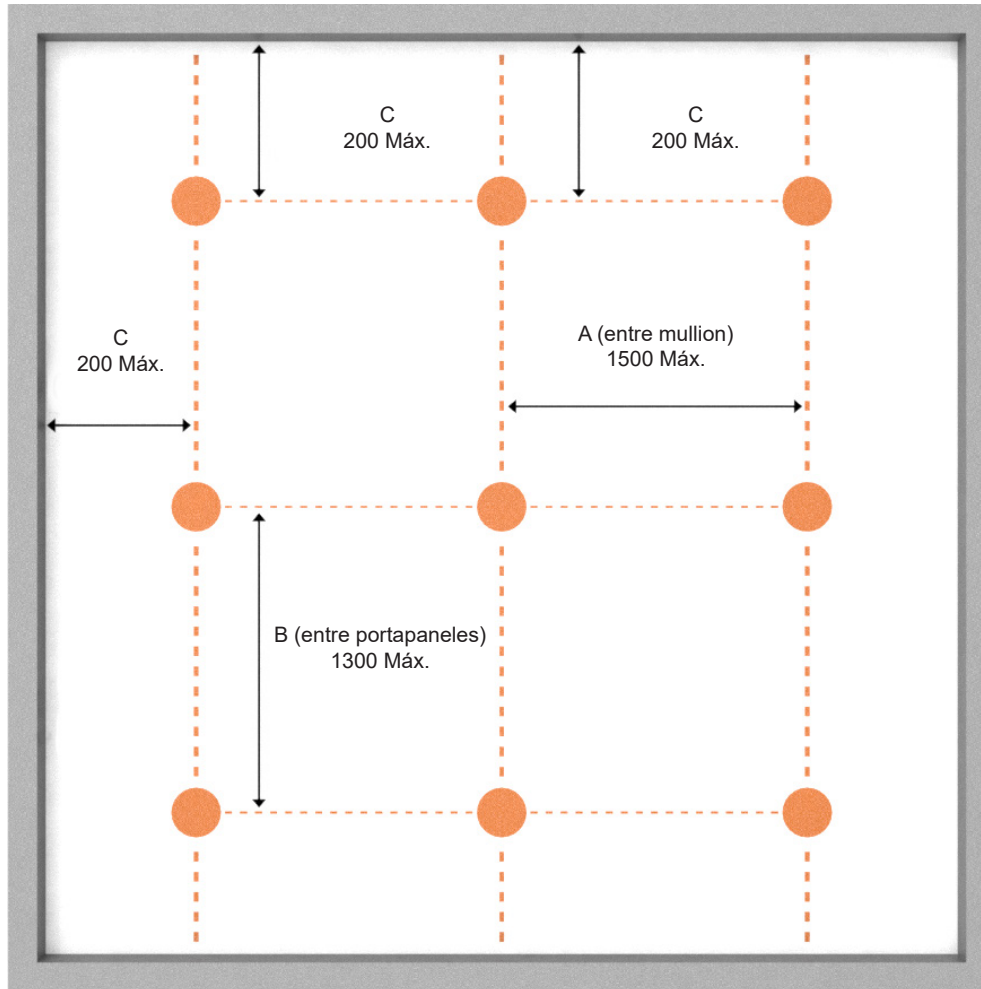 C
200 Máx.
C
200 Máx.
C
200 Máx.
A (entre mullion)
1500 Máx.
B (entre portapaneles)
1300 Máx.